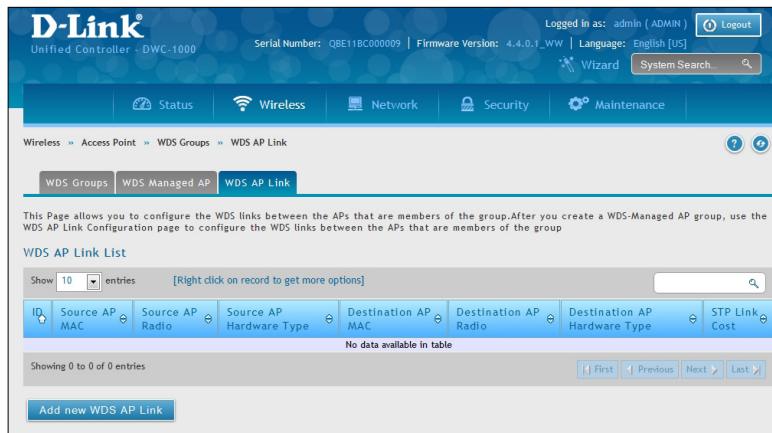 D-Link®
Unified Controller - DWC-1000
Logged in as: admin ( ADMIN ) Logout
Serial Number: QBE11BC000009 | Firmware Version: 4.4.0.1_WW | Language: English [US]
Wizard System Search...
Status Wireless Network Security Maintenance
Wireless » Access Point » WDS Groups » WDS AP Link
? 
WDS Groups WDS Managed AP WDS AP Link
This Page allows you to configure the WDS links between the APs that are members of the group.After you create a WDS-Managed AP group, use the
WDS AP Link Configuration page to configure the WDS links between the APs that are members of the group
WDS AP Link List
Show 10 entries [Right click on record to get more options]
ID Source AP MAC Source AP Radio Source AP Hardware Type Destination AP MAC Destination AP Radio Destination AP Hardware Type STP Link Cost
No data available in table
Showing 0 to 0 of 0 entries First Previous Next Last
Add new WDS AP Link